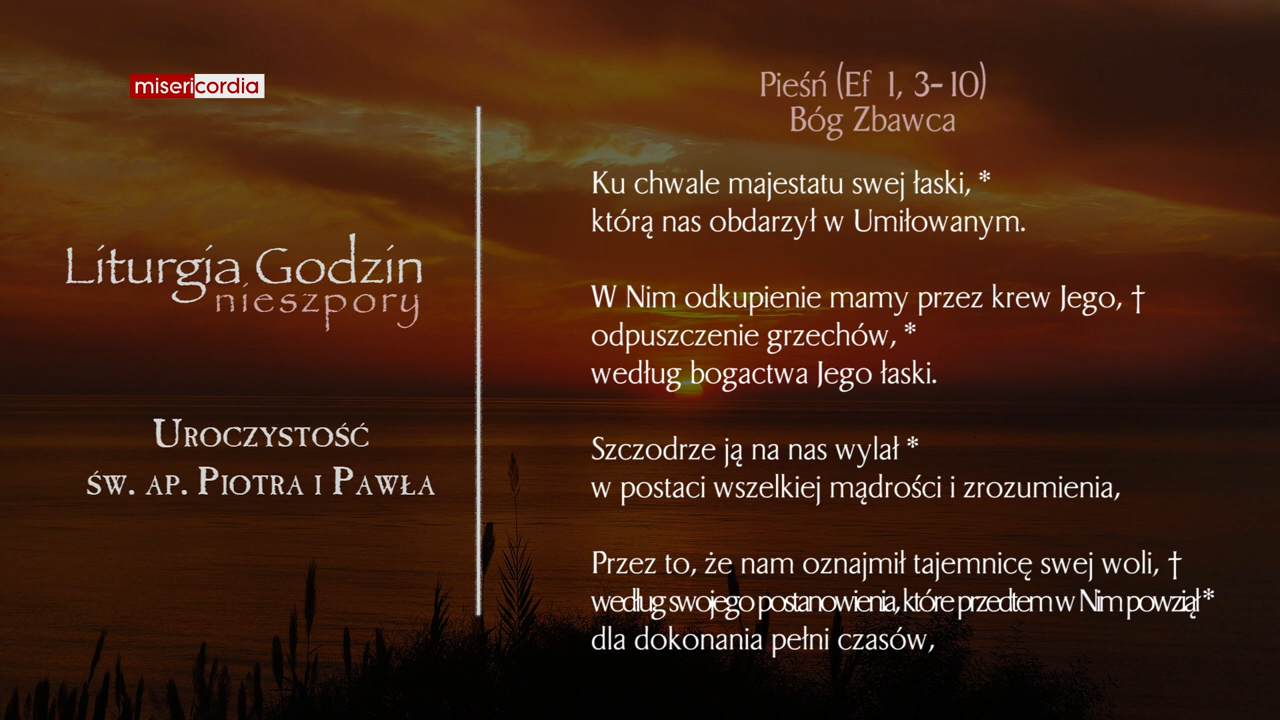 misericordia
Liturgia Godzin
nieszpory
Uroczystość
św. ap. Piotra i Pawła
Pieśń (Ef 1, 3-10)
Bóg Zbawca
Ku chwale majestatu swej łaski, *
którą nas obdarzył w Umiłowanym.
W Nim odkupienie mamy przez krew Jego, †
odpuszczenie grzechów, *
według bogactwa Jego łaski.
Szczodrze ją na nas wylał *
w postaci wszelkiej mądrości i zrozumienia,
Przez to, że nam oznajmił tajemnicę swej woli, †
według swojego postanowienia, które przedtem w Nim powziął *
dla dokonania pełni czasów,